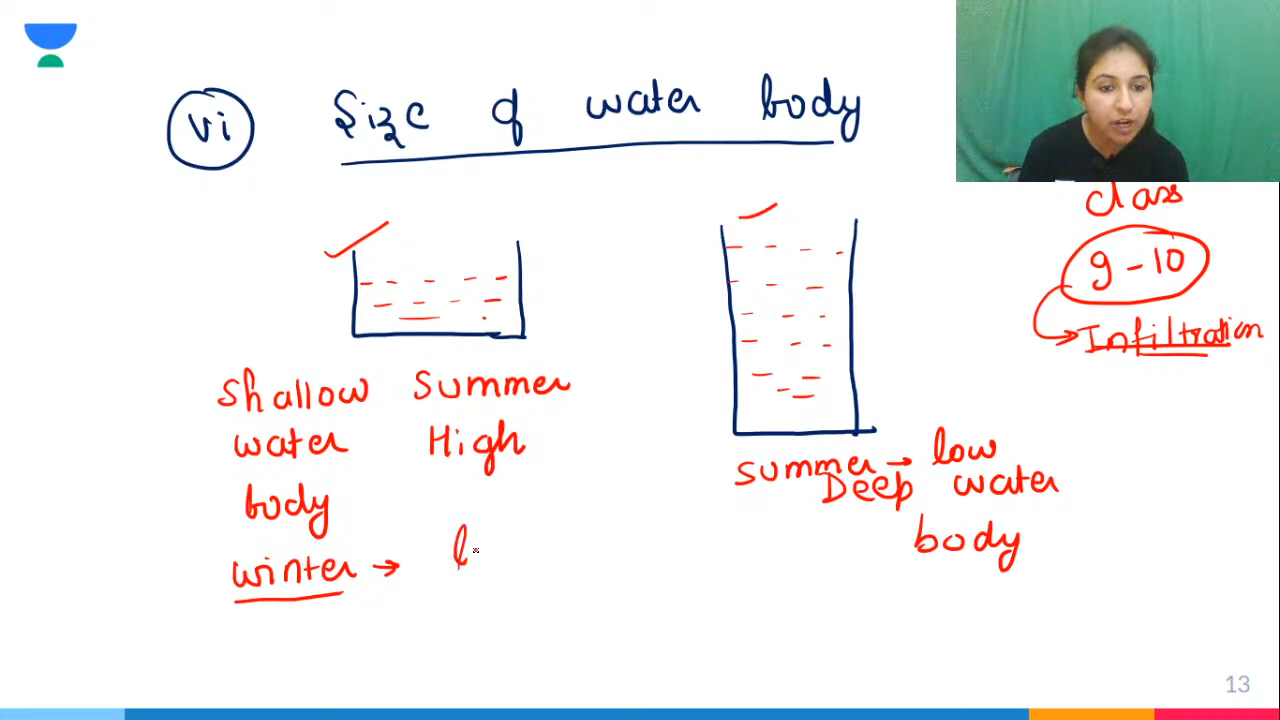 vi Size of water body
class
9-10
Infiltration
Shallow Summer
water High
body
winter → l
summer → low
Deep water
body
13